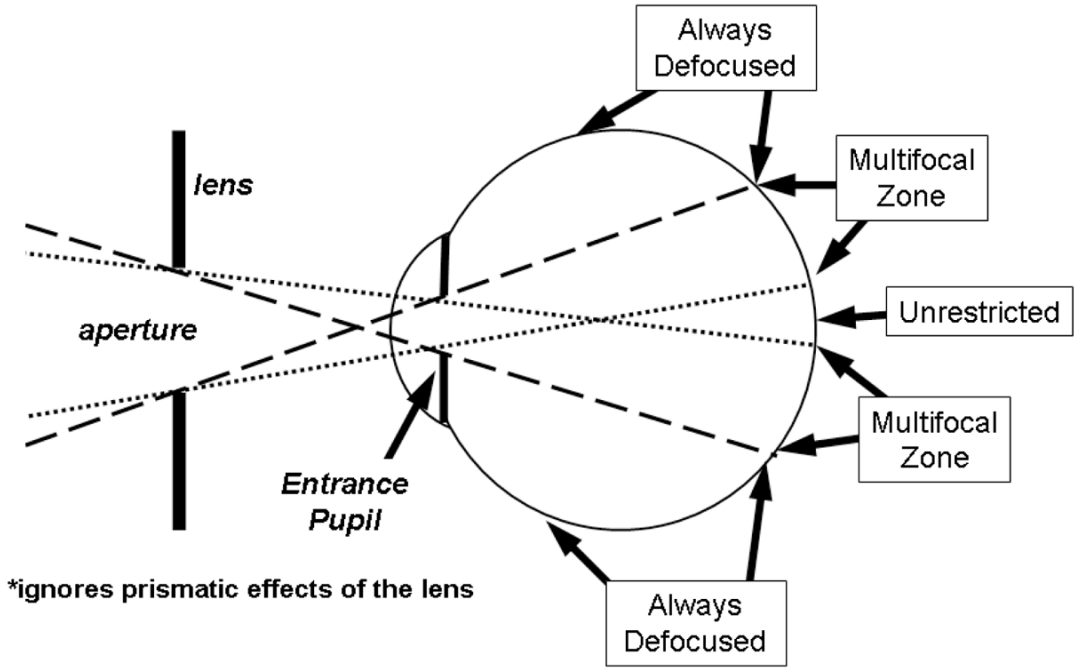 Always
Defocused
lens
Multifocal
Zone
aperture
Unrestricted
Multifocal
Zone
Entrance
Pupil
*ignores prismatic effects of the lens
Always
Defocused